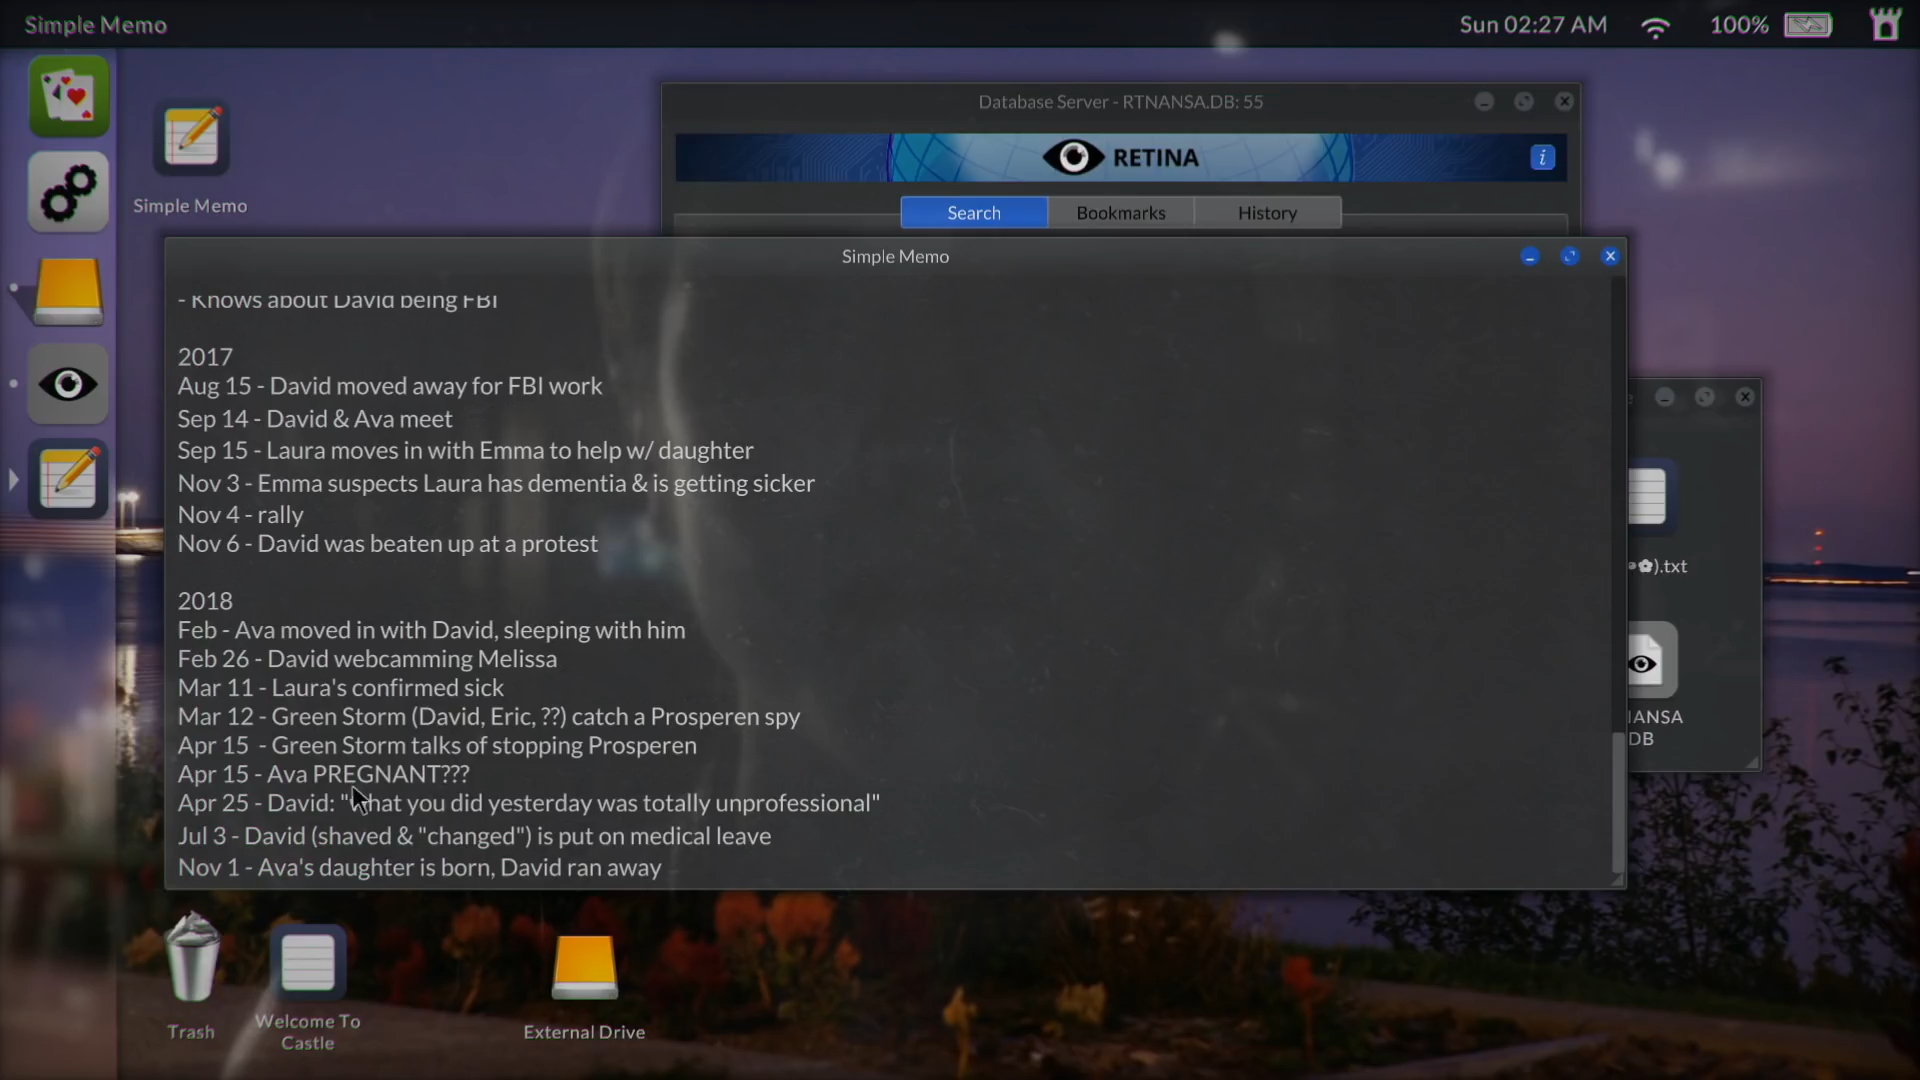 Simple Memo
Sun 02:27 AM
100%
Simple Memo
Database Server - RTNANSA.DB: 55
RETINA
i
Search
Bookmarks
History
Simple Memo
- Knows about David being FBI
2017
Aug 15 - David moved away for FBI work
Sep 14 - David & Ava meet
Sep 15 - Laura moves in with Emma to help w/ daughter
Nov 3 - Emma suspects Laura has dementia & is getting sicker
Nov 4 - rally
Nov 6 - David was beaten up at a protest
2018
Feb - Ava moved in with David, sleeping with him
Feb 26 - David webcamming Melissa
Mar 11 - Laura's confirmed sick
Mar 12 - Green Storm (David, Eric, ??) catch a Prosperen spy
Apr 15 - Green Storm talks of stopping Prosperen
Apr 15 - Ava PREGNANT???
Apr 25 - David: "What you did yesterday was totally unprofessional"
Jul 3 - David (shaved & "changed") is put on medical leave
Nov 1 - Ava's daughter is born, David ran away
✿).txt
DB
Trash
Welcome To
Castle
External Drive